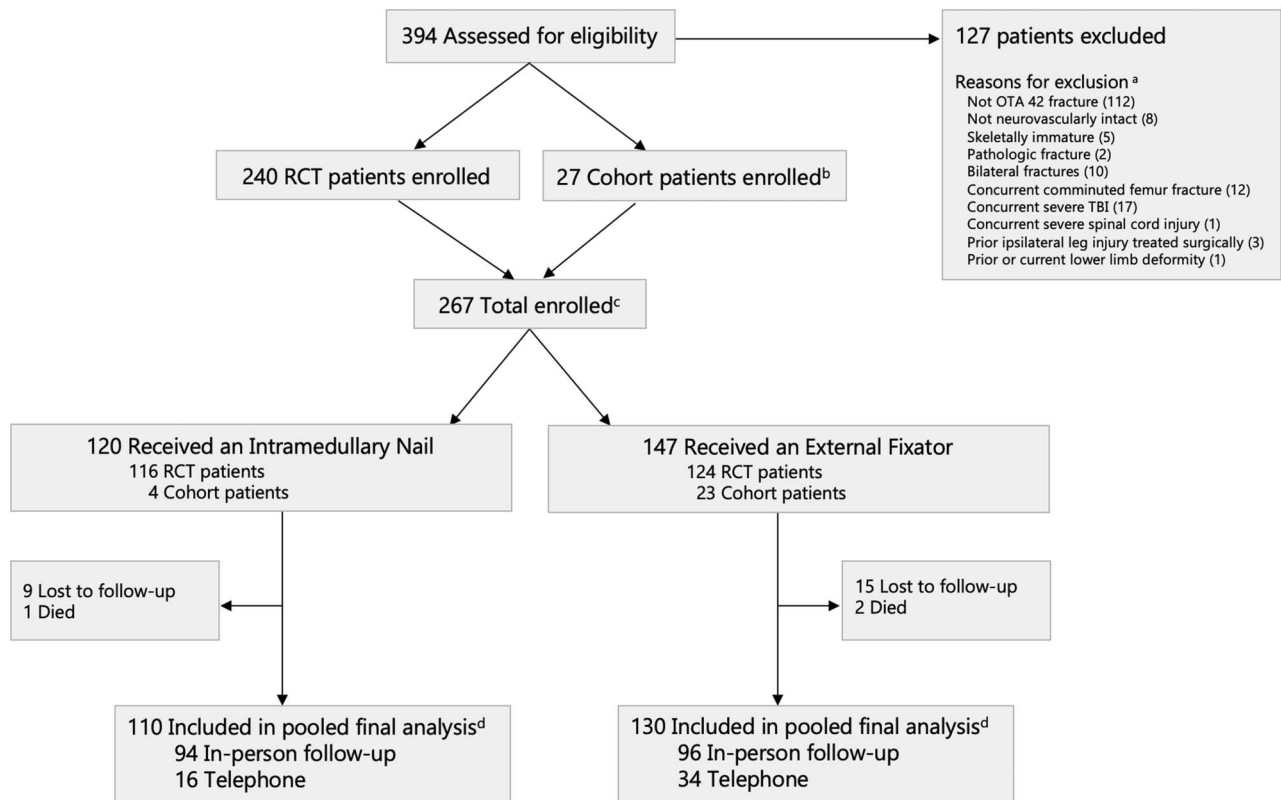 394 Assessed for eligibility
127 patients excluded
Reasons for exclusion ᵃ
Not OTA 42 fracture (112)
Not neurovascularly intact (8)
Skeletally immature (5)
Pathologic fracture (2)
Bilateral fractures (10)
Concurrent comminuted femur fracture (12)
Concurrent severe TBI (17)
Concurrent severe spinal cord injury (1)
Prior ipsilateral leg injury treated surgically (3)
Prior or current lower limb deformity (1)
240 RCT patients enrolled
27 Cohort patients enrolledᵇ
267 Total enrolledᶜ
120 Received an Intramedullary Nail
116 RCT patients
4 Cohort patients
147 Received an External Fixator
124 RCT patients
23 Cohort patients
9 Lost to follow-up
1 Died
15 Lost to follow-up
2 Died
110 Included in pooled final analysisᵈ
94 In-person follow-up
16 Telephone
130 Included in pooled final analysisᵈ
96 In-person follow-up
34 Telephone